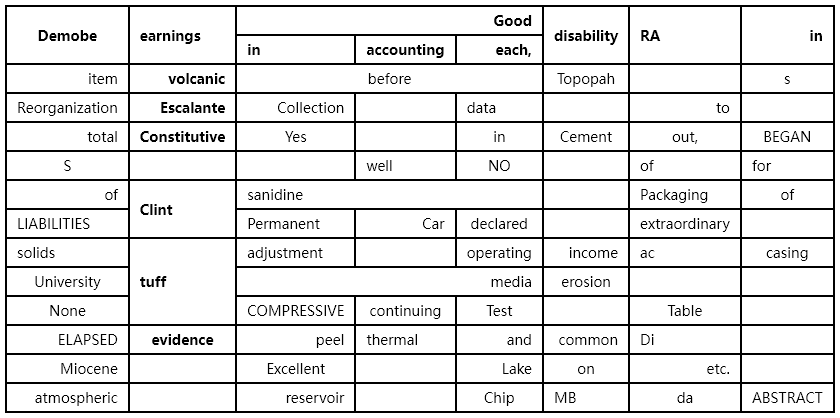 Demobe earnings Good disability RA in
in accounting each,
item volcanic before Topopah s
Reorganization Escalante Collection data to
total Constitutive Yes in Cement out, BEGAN
S well NO of for
of Clint sanidine Packaging of
LIABILITIES Permanent Car declared extraordinary
solids tuff adjustment operating income ac casing
University media erosion
None COMPRESSIVE continuing Test Table
ELAPSED evidence peel thermal and common Di
Miocene Excellent Lake on etc.
atmospheric reservoir Chip MB da ABSTRACT